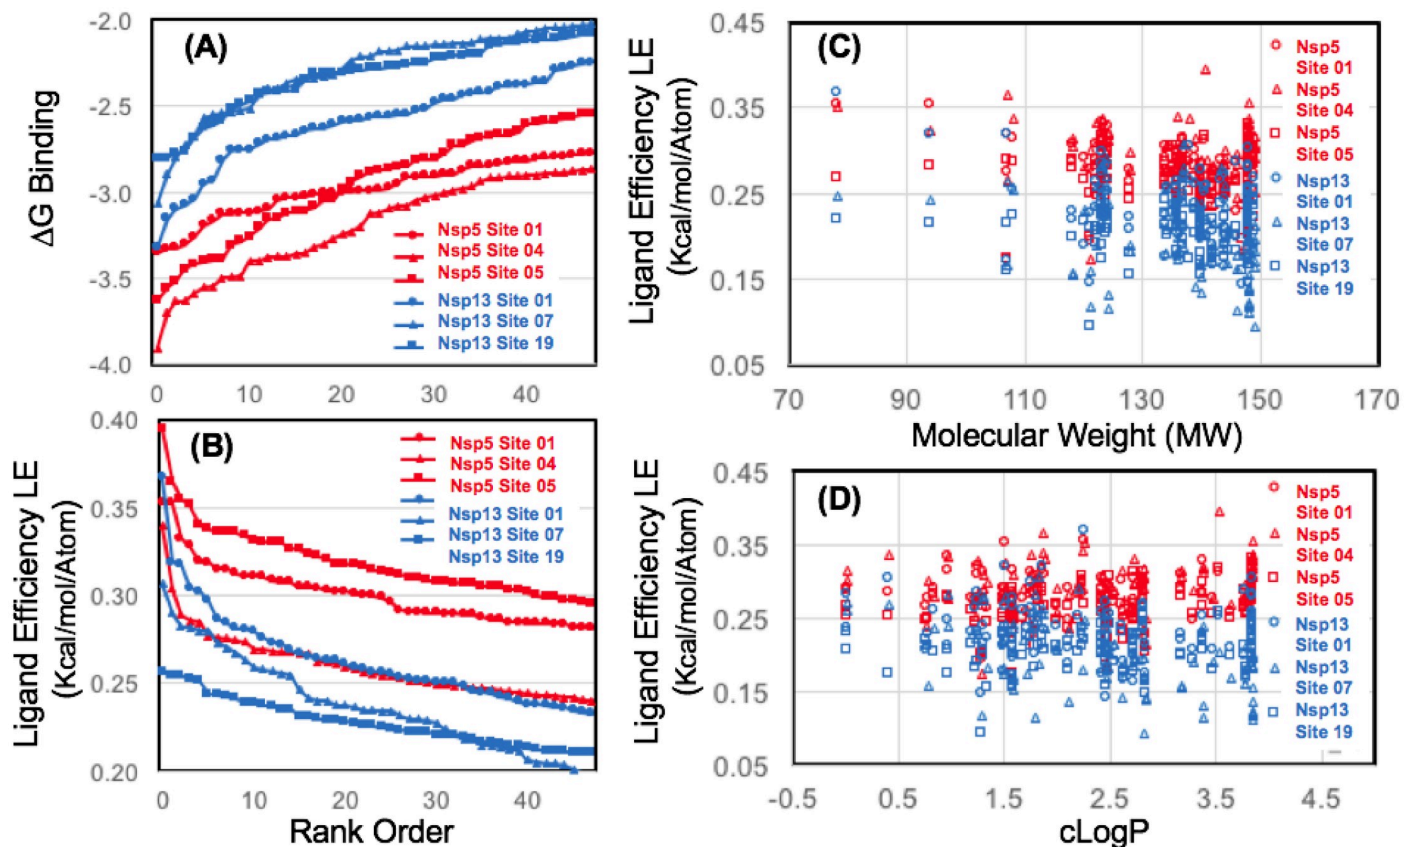 (A)
ΔG Binding
-2.0
-2.5
-3.0
-3.5
-4.0
0
10
20
30
40
Nsp5 Site 01
Nsp5 Site 04
Nsp5 Site 05
Nsp13 Site 01
Nsp13 Site 07
Nsp13 Site 19
(B)
Ligand Efficiency LE
(Kcal/mol/Atom)
0.40
0.35
0.30
0.25
0.20
0
10
20
30
40
Rank Order
Nsp5 Site 01
Nsp5 Site 04
Nsp5 Site 05
Nsp13 Site 01
Nsp13 Site 07
Nsp13 Site 19
(C)
Ligand Efficiency LE
(Kcal/mol/Atom)
0.45
0.35
0.25
0.15
0.05
70
90
110
130
150
170
Molecular Weight (MW)
Nsp5
Site 01
Nsp5
Site 04
Nsp5
Site 05
Nsp13
Site 01
Nsp13
Site 07
Nsp13
Site 19
(D)
Ligand Efficiency LE
(Kcal/mol/Atom)
0.45
0.35
0.25
0.15
0.05
-0.5
0.5
1.5
2.5
3.5
4.5
cLogP
Nsp5
Site 01
Nsp5
Site 04
Nsp5
Site 05
Nsp13
Site 01
Nsp13
Site 07
Nsp13
Site 19